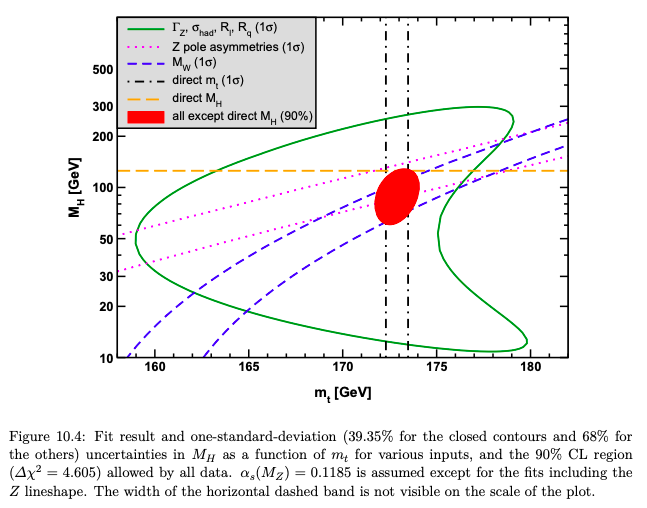 Γ_Z, σ_had, R_l, R_q (1σ)
Z pole asymmetries (1σ)
M_W (1σ)
direct m_t (1σ)
direct M_H
all except direct M_H (90%)
500
300
200
100
50
30
20
10
M_H [GeV]
160 165 170 175 180
m_t [GeV]
Figure 10.4: Fit result and one-standard-deviation (39.35% for the closed contours and 68% for
the others) uncertainties in M_H as a function of m_t for various inputs, and the 90% CL region
(Δχ² = 4.605) allowed by all data. α_s(M_Z) = 0.1185 is assumed except for the fits including the
Z lineshape. The width of the horizontal dashed band is not visible on the scale of the plot.